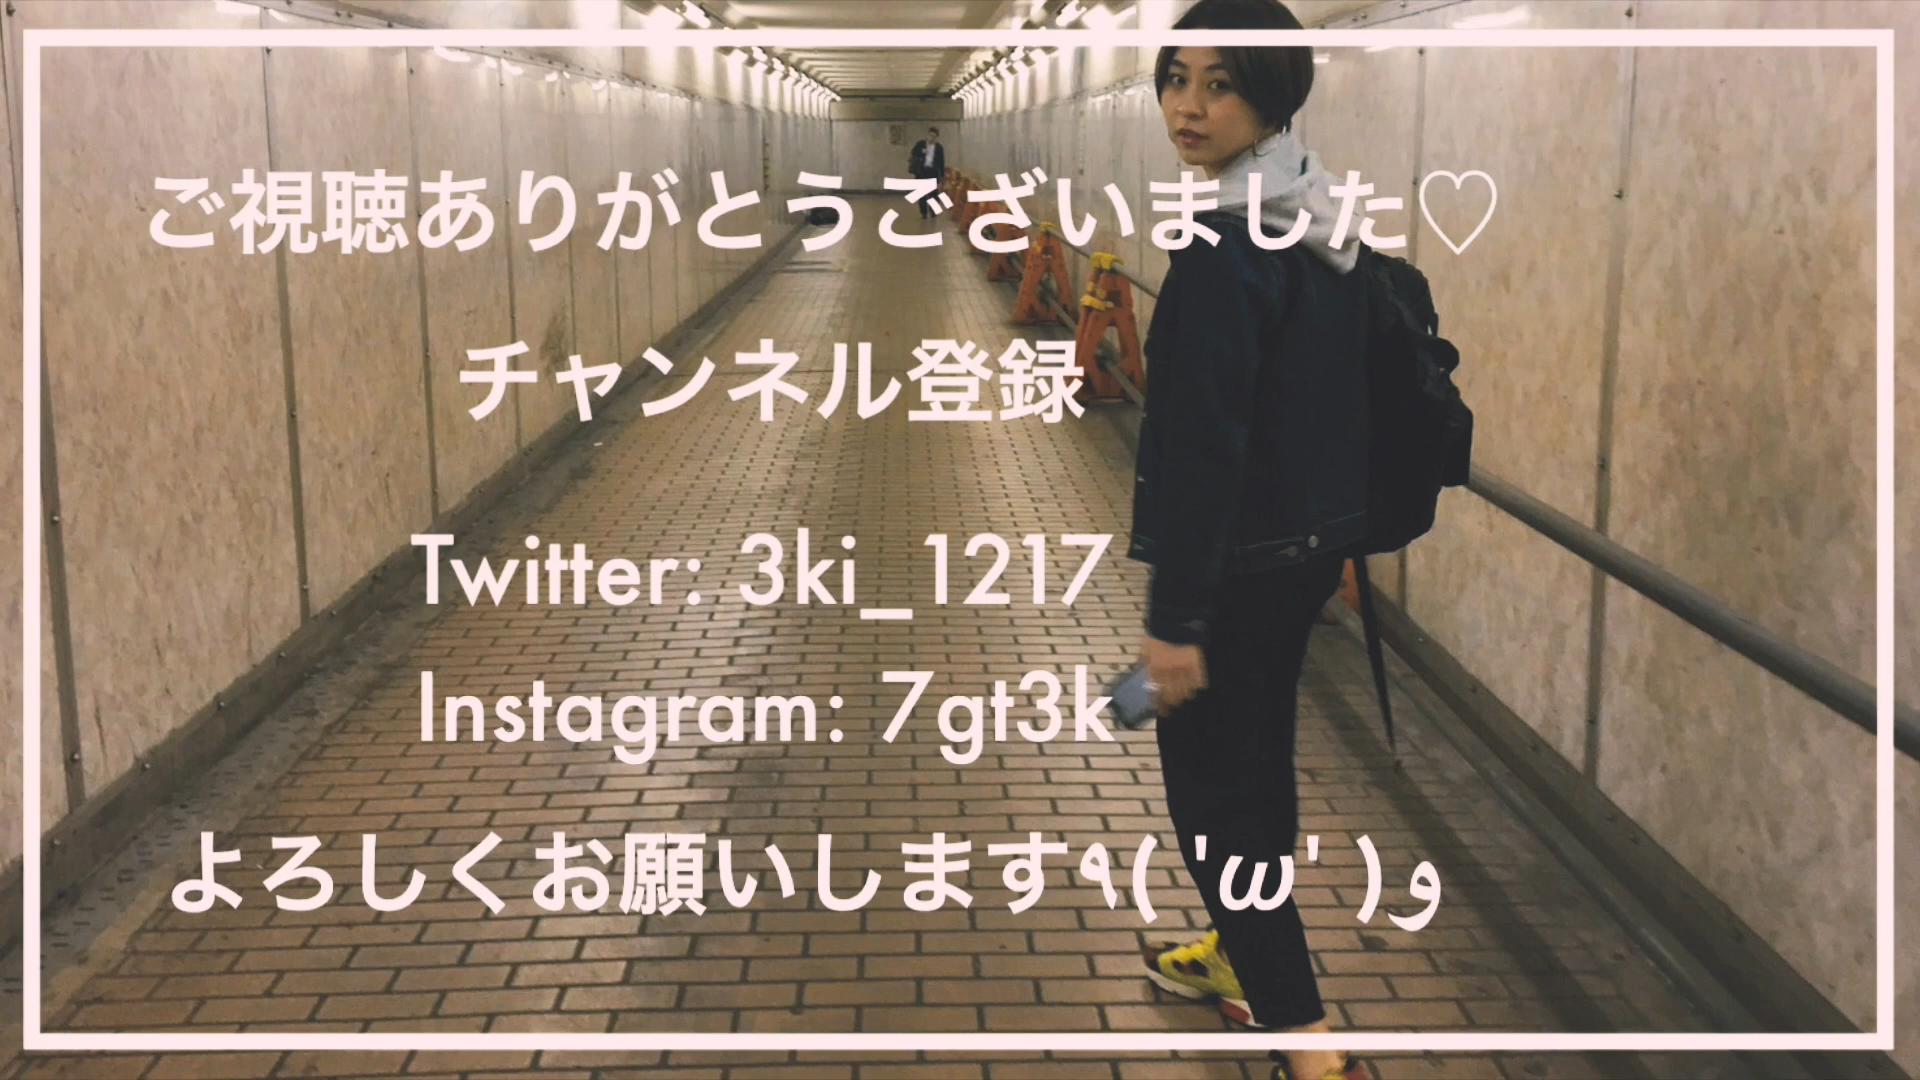 ご視聴ありがとうございました♡
チャンネル登録
Twitter: 3ki_1217
Instagram: 7gt3k
よろしくお願いします٩( 'ω' )و